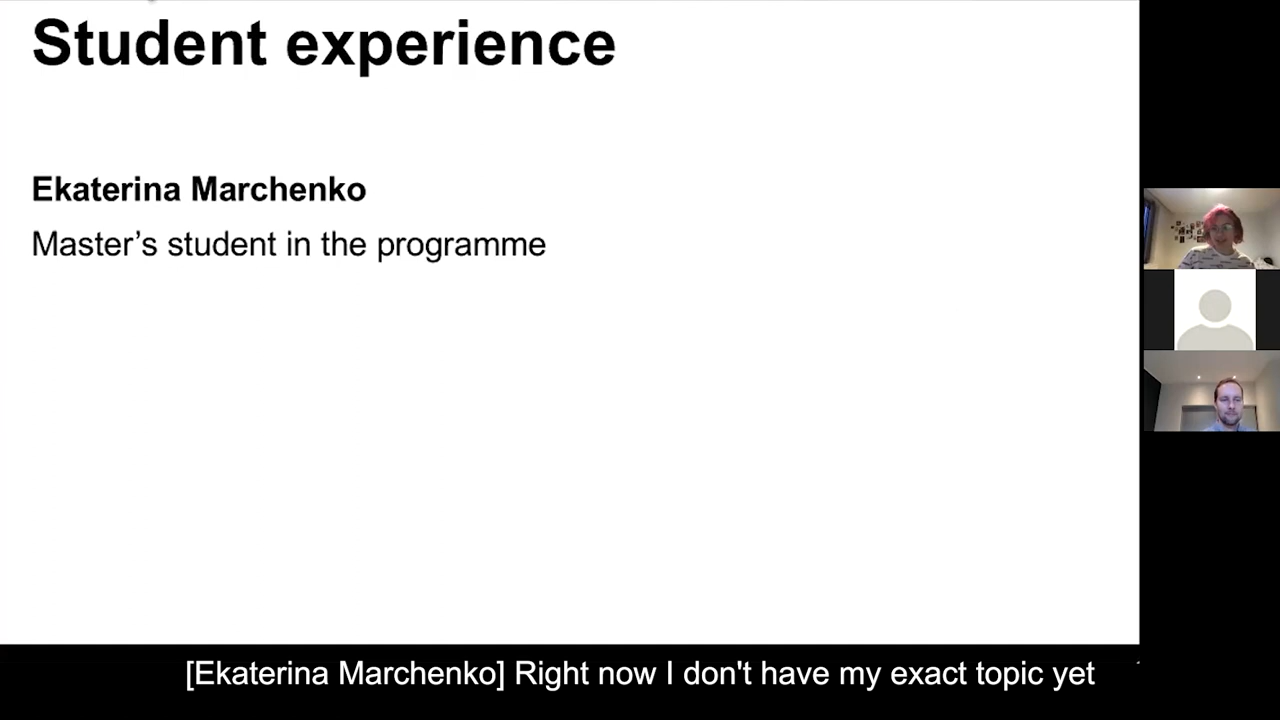 Student experience
Ekaterina Marchenko
Master’s student in the programme
[Ekaterina Marchenko] Right now I don't have my exact topic yet